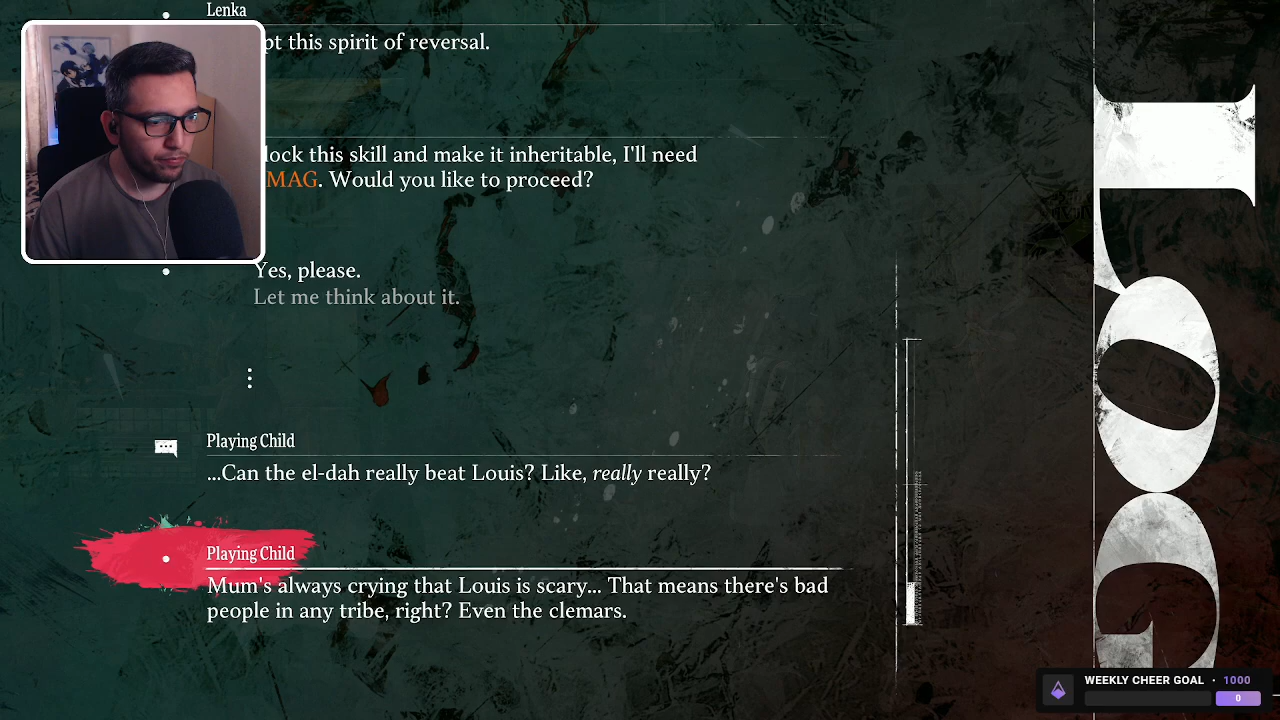 Lenka
pt this spirit of reversal.
lock this skill and make it inheritable, I'll need
MAG. Would you like to proceed?
Yes, please.
Let me think about it.
Playing Child
...Can the el-dah really beat Louis? Like, really really?
Playing Child
Mum's always crying that Louis is scary... That means there's bad
people in any tribe, right? Even the clemars.
LOG
WEEKLY CHEER GOAL · 1000
0